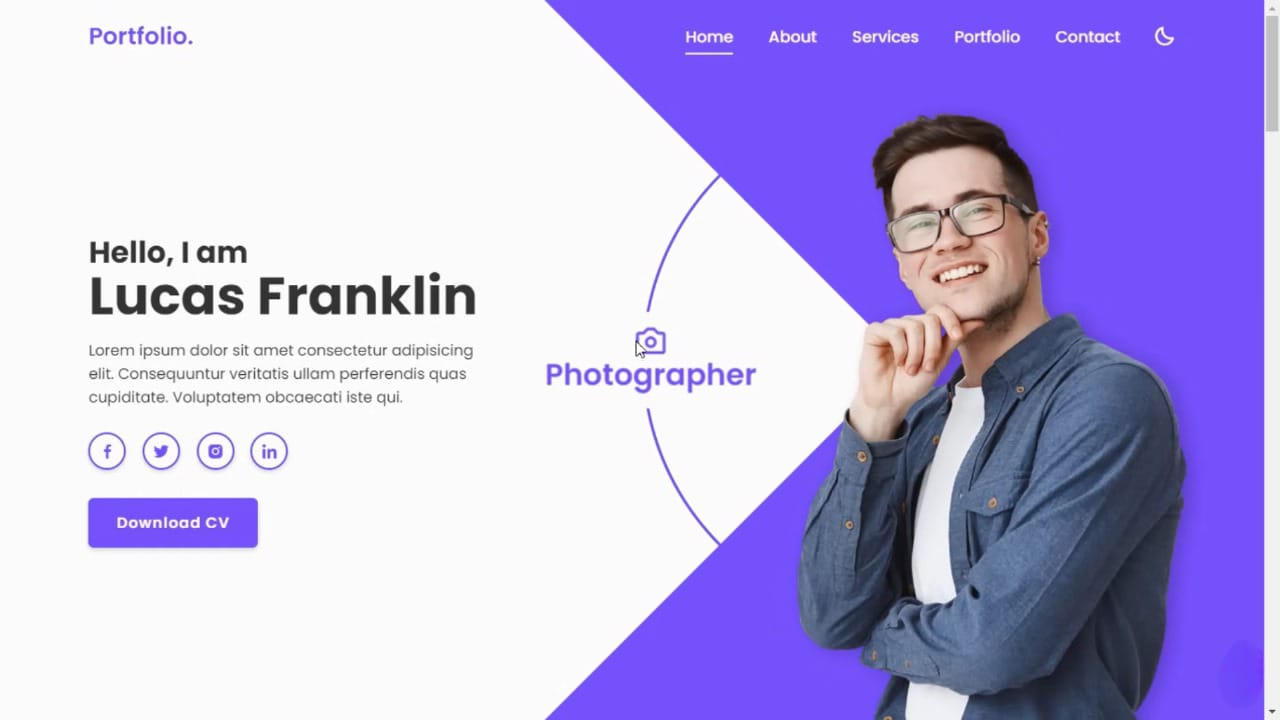 Portfolio.
Home About Services Portfolio Contact
Hello, I am
Lucas Franklin
Lorem ipsum dolor sit amet consectetur adipisicing
elit. Consequuntur veritatis ullam perferendis quas
cupiditate. Voluptatem obcaecati iste qui.
Download CV
Photographer